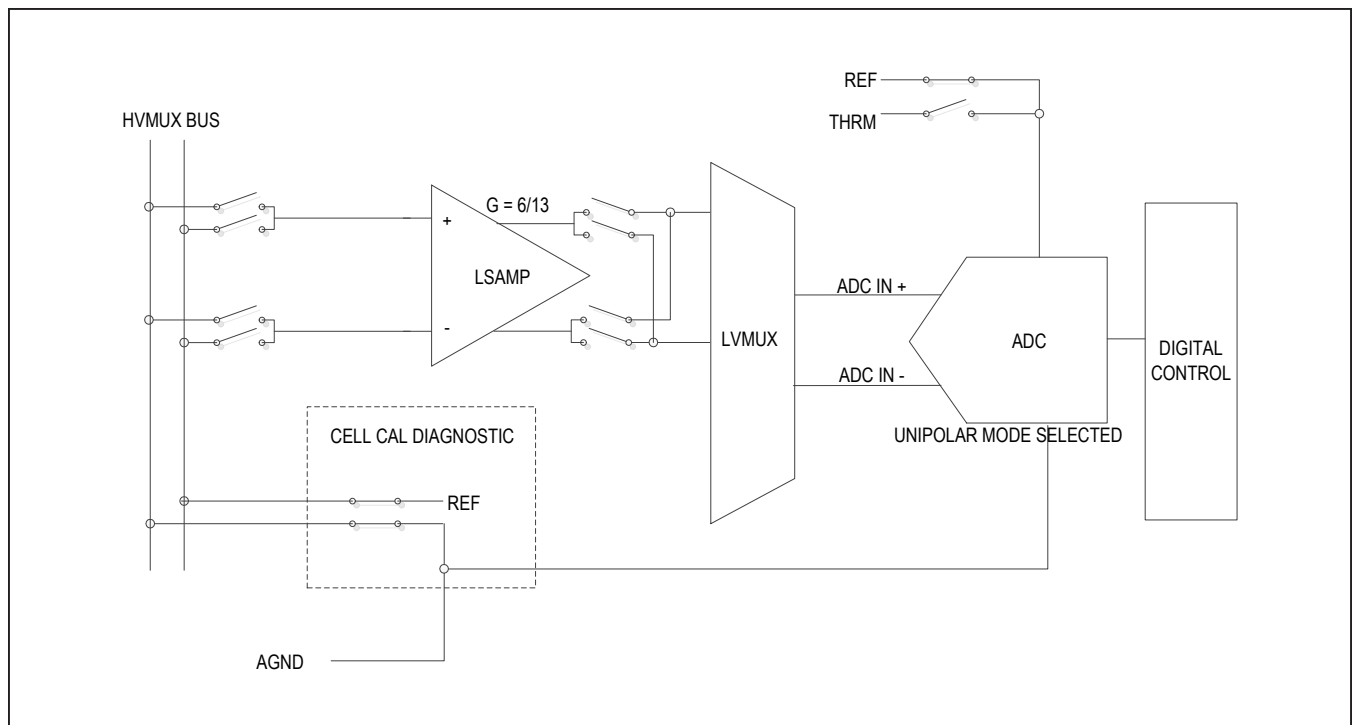 REF
THRM
HVMUX BUS
G = 6/13
+
LSAMP
-
LVMUX
ADC IN +
ADC IN -
ADC
UNIPOLAR MODE SELECTED
DIGITAL
CONTROL
CELL CAL DIAGNOSTIC
REF
AGND